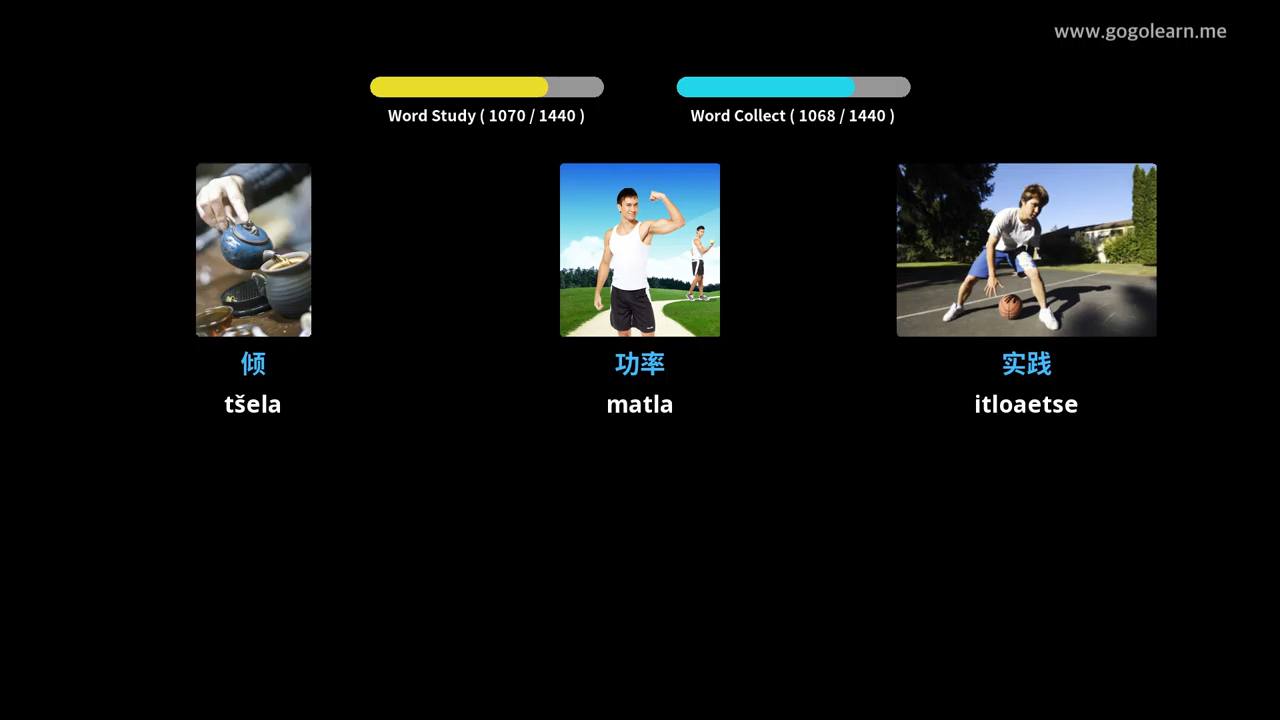 www.gogolearn.me
Word Study ( 1070 / 1440 )
Word Collect ( 1068 / 1440 )
倾
功率
实践
tšela
matla
itloaetse